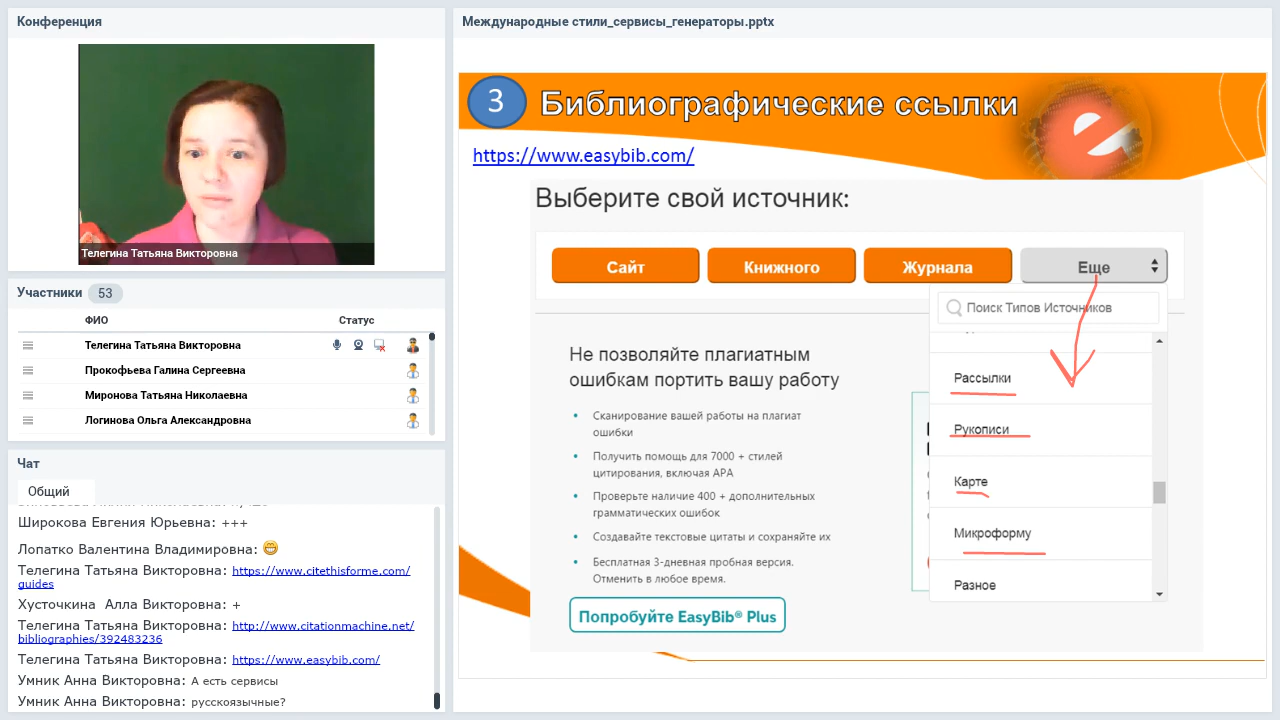 Конференция
Телегина Татьяна Викторовна
Участники 53
ФИО Статус
Телегина Татьяна Викторовна
Прокофьева Галина Сергеевна
Миронова Татьяна Николаевна
Логинова Ольга Александровна
Чат
Общий
Широкова Евгения Юрьевна: +++
Лопатко Валентина Владимировна: 😁
Телегина Татьяна Викторовна: https://www.citethisforme.com/
guides
Хусточкина Алла Викторовна: +
Телегина Татьяна Викторовна: http://www.citationmachine.net/
bibliographies/392483236
Телегина Татьяна Викторовна: https://www.easybib.com/
Умник Анна Викторовна: А есть сервисы
Умник Анна Викторовна: русскоязычные?
Международные стили_сервисы_генераторы.pptx
3 Библиографические ссылки
https://www.easybib.com/
Выберите свой источник:
Сайт Книжного Журнала Еще
Поиск Типов Источников
Рассылки
Рукописи
Карте
Микроформу
Разное
Не позволяйте плагиатным
ошибкам портить вашу работу
• Сканирование вашей работы на плагиат
ошибки
• Получить помощь для 7000 + стилей
цитирования, включая APA
• Проверьте наличие 400 + дополнительных
грамматических ошибок
• Создавайте текстовые цитаты и сохраняйте их
• Бесплатная 3-дневная пробная версия.
Отменить в любое время.
Попробуйте EasyBib® Plus